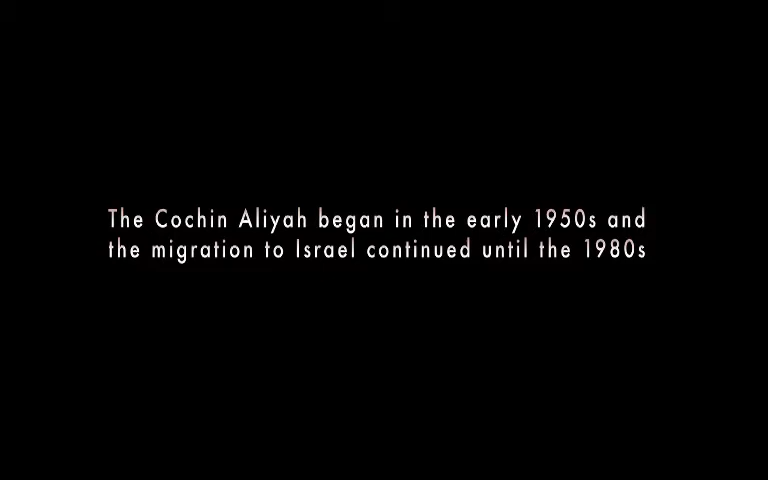 The Cochin Aliyah began in the early 1950s and
the migration to Israel continued until the 1980s